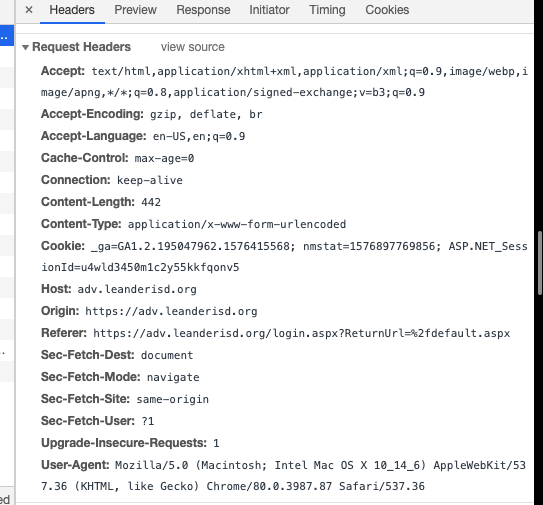 × Headers Preview Response Initiator Timing Cookies
..
▼ Request Headers view source
Accept: text/html,application/xhtml+xml,application/xml;q=0.9,image/webp,i
mage/apng,*/*;q=0.8,application/signed-exchange;v=b3;q=0.9
Accept-Encoding: gzip, deflate, br
Accept-Language: en-US,en;q=0.9
Cache-Control: max-age=0
Connection: keep-alive
Content-Length: 442
Content-Type: application/x-www-form-urlencoded
Cookie: _ga=GA1.2.195047962.1576415568; nmstat=1576897769856; ASP.NET_Sess
ionId=u4wld3450m1c2y55kkfqonv5
Host: adv.leanderisd.org
Origin: https://adv.leanderisd.org
Referer: https://adv.leanderisd.org/login.aspx?ReturnUrl=%2fdefault.aspx
..
Sec-Fetch-Dest: document
Sec-Fetch-Mode: navigate
Sec-Fetch-Site: same-origin
Sec-Fetch-User: ?1
Upgrade-Insecure-Requests: 1
User-Agent: Mozilla/5.0 (Macintosh; Intel Mac OS X 10_14_6) AppleWebKit/53
7.36 (KHTML, like Gecko) Chrome/80.0.3987.87 Safari/537.36
ed